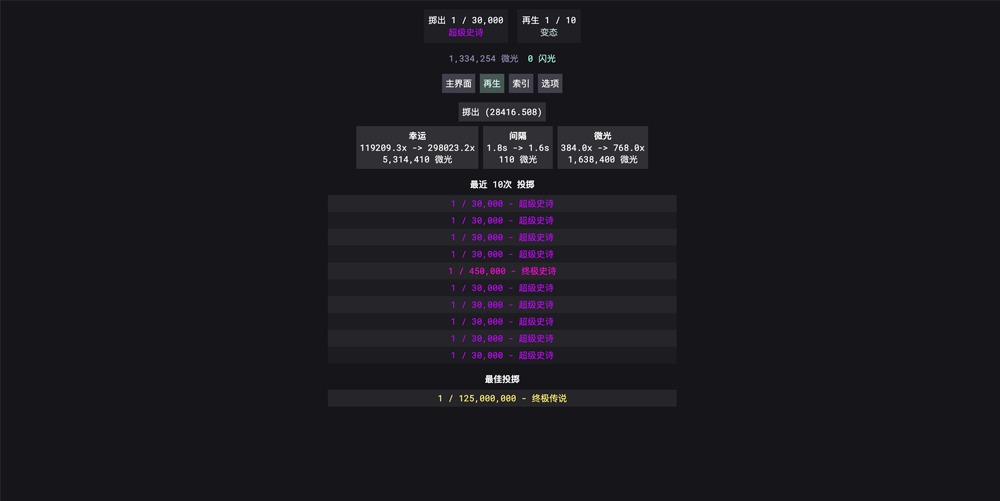 掷出 1 / 30,000
超级史诗
再生 1 / 10
变态
1,334,254 微光 0 闪光
主界面 再生 索引 选项
掷出 (28416.508)
幸运
119209.3x -> 298023.2x
5,314,410 微光
间隔
1.8s -> 1.6s
110 微光
微光
384.0x -> 768.0x
1,638,400 微光
最近 10次 投掷
1 / 30,000 - 超级史诗
1 / 30,000 - 超级史诗
1 / 30,000 - 超级史诗
1 / 30,000 - 超级史诗
1 / 450,000 - 终极史诗
1 / 30,000 - 超级史诗
1 / 30,000 - 超级史诗
1 / 30,000 - 超级史诗
1 / 30,000 - 超级史诗
1 / 30,000 - 超级史诗
最佳投掷
1 / 125,000,000 - 终极传说